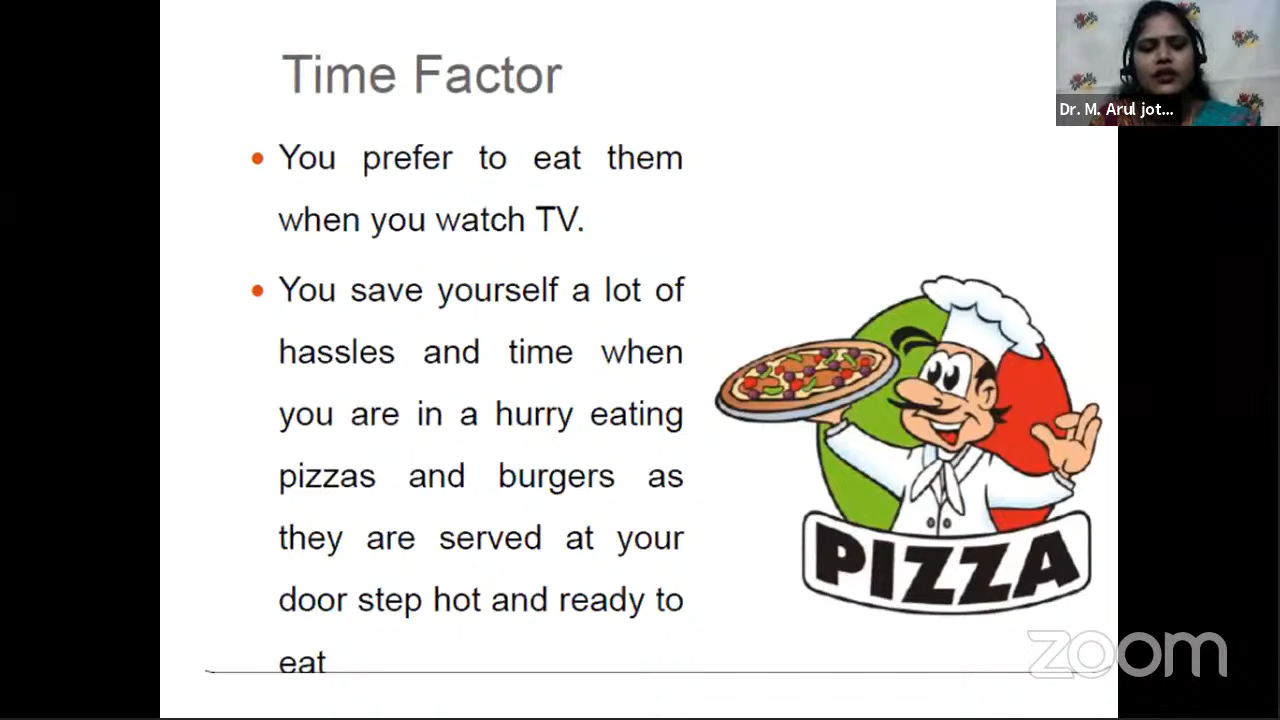 Time Factor
Dr. M. Arul jot...
• You prefer to eat them
when you watch TV.
• You save yourself a lot of
hassles and time when
you are in a hurry eating
pizzas and burgers as
they are served at your
door step hot and ready to
eat
PIZZA
zoom